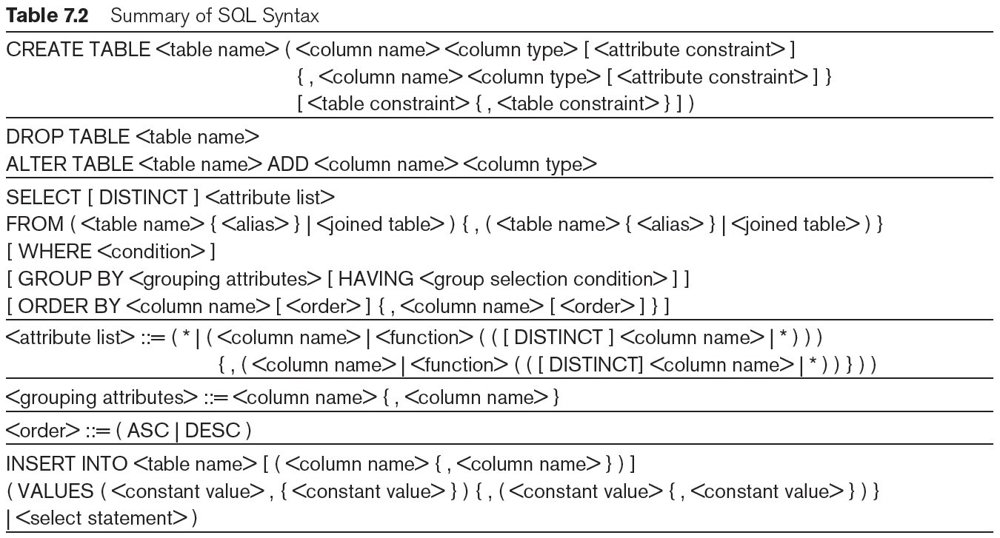 Table 7.2 Summary of SQL Syntax
CREATE TABLE <table name> ( <column name> <column type> [ <attribute constraint> ]
{ , <column name> <column type> [ <attribute constraint> ] }
[ <table constraint> { , <table constraint> } ] )
DROP TABLE <table name>
ALTER TABLE <table name> ADD <column name> <column type>
SELECT [ DISTINCT ] <attribute list>
FROM ( <table name> { <alias> } | <joined table> ) { , ( <table name> { <alias> } | <joined table> ) }
[ WHERE <condition> ]
[ GROUP BY <grouping attributes> [ HAVING <group selection condition> ] ]
[ ORDER BY <column name> [ <order> ] { , <column name> [ <order> ] } ]
<attribute list> ::= ( * | ( <column name> | <function> ( ( [ DISTINCT ] <column name> | * ) ) )
{ , ( <column name> | <function> ( ( [ DISTINCT] <column name> | * ) ) } ) )
<grouping attributes> ::= <column name> { , <column name> }
<order> ::= ( ASC | DESC )
INSERT INTO <table name> [ ( <column name> { , <column name> } ) ]
( VALUES ( <constant value> , { <constant value> } ) { , ( <constant value> { , <constant value> } ) }
| <select statement> )